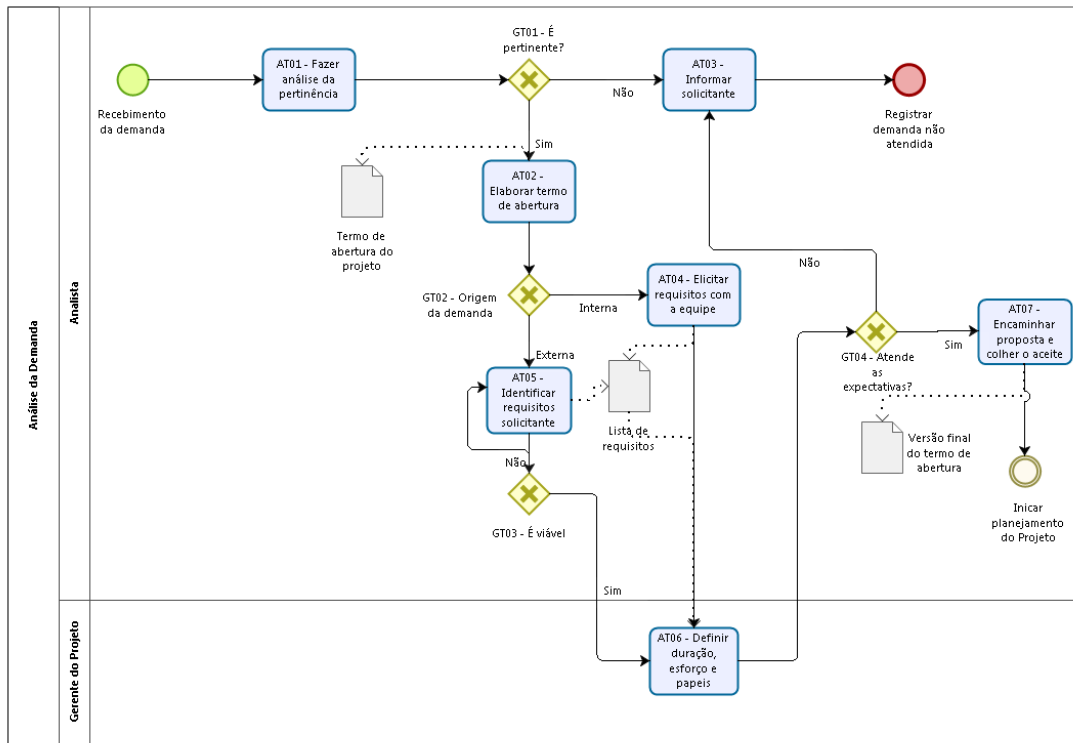 GT01 - É
pertinente?
AT01 - Fazer
análise da
pertinência
AT03 -
Informar
solicitante
Não
Recebimento
da demanda
Registrar
demanda não
atendida
Sim
AT02 -
Elaborar termo
de abertura
Termo de
abertura do
projeto
GT02 - Origem
da demanda
Interna
AT04 - Elicitar
requisitos com
a equipe
Não
AT07 -
Encaminhar
proposta e
colher o aceite
Sim
GT04 - Atende
as
expectativas?
Externa
AT05 -
Identificar
requisitos
solicitante
Lista de
requisitos
Versão final
do termo de
abertura
Não
GT03 - É viável
Inicar
planejamento
do Projeto
Sim
AT06 - Definir
duração,
esforço e
papeis
Análise da Demanda
Analista
Gerente do Projeto